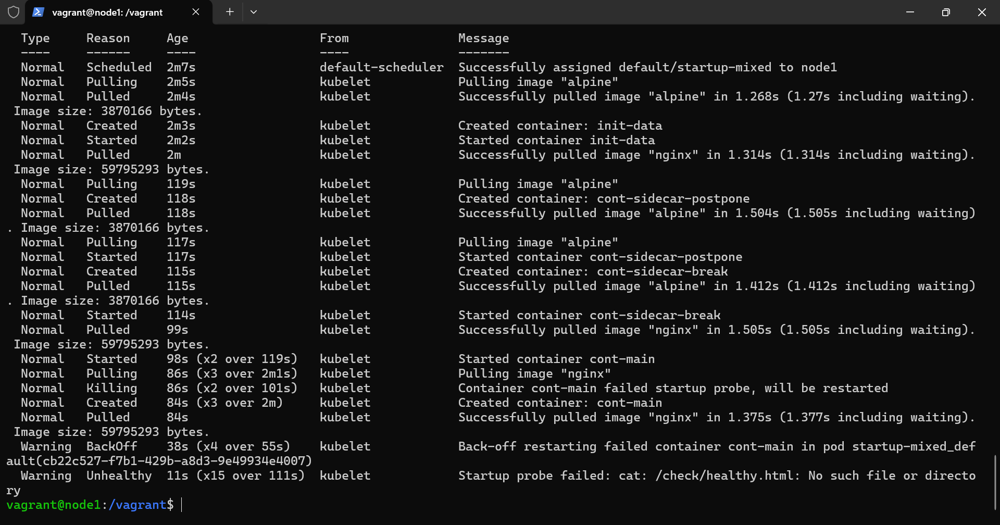 vagrant@node1: /vagrant
Type Reason Age From Message
---- ------ ---- ---- -------
Normal Scheduled 2m7s default-scheduler Successfully assigned default/startup-mixed to node1
Normal Pulling 2m5s kubelet Pulling image "alpine"
Normal Pulled 2m4s kubelet Successfully pulled image "alpine" in 1.268s (1.27s including waiting).
Image size: 3870166 bytes.
Normal Created 2m3s kubelet Created container: init-data
Normal Started 2m2s kubelet Started container init-data
Normal Pulled 2m kubelet Successfully pulled image "nginx" in 1.314s (1.314s including waiting).
Image size: 59795293 bytes.
Normal Pulling 119s kubelet Pulling image "alpine"
Normal Created 118s kubelet Created container: cont-sidecar-postpone
Normal Pulled 118s kubelet Successfully pulled image "alpine" in 1.504s (1.505s including waiting)
. Image size: 3870166 bytes.
Normal Pulling 117s kubelet Pulling image "alpine"
Normal Started 117s kubelet Started container cont-sidecar-postpone
Normal Created 115s kubelet Created container: cont-sidecar-break
Normal Pulled 115s kubelet Successfully pulled image "alpine" in 1.412s (1.412s including waiting)
. Image size: 3870166 bytes.
Normal Started 114s kubelet Started container cont-sidecar-break
Normal Pulled 99s kubelet Successfully pulled image "nginx" in 1.505s (1.505s including waiting).
Image size: 59795293 bytes.
Normal Started 98s (x2 over 119s) kubelet Started container cont-main
Normal Pulling 86s (x3 over 2m1s) kubelet Pulling image "nginx"
Normal Killing 86s (x2 over 101s) kubelet Container cont-main failed startup probe, will be restarted
Normal Created 84s (x3 over 2m) kubelet Created container: cont-main
Normal Pulled 84s kubelet Successfully pulled image "nginx" in 1.375s (1.377s including waiting).
Image size: 59795293 bytes.
Warning BackOff 38s (x4 over 55s) kubelet Back-off restarting failed container cont-main in pod startup-mixed_def
ault(cb22c527-f7b1-429b-a8d3-9e49934e4007)
Warning Unhealthy 11s (x15 over 111s) kubelet Startup probe failed: cat: /check/healthy.html: No such file or directo
ry
vagrant@node1:/vagrant$